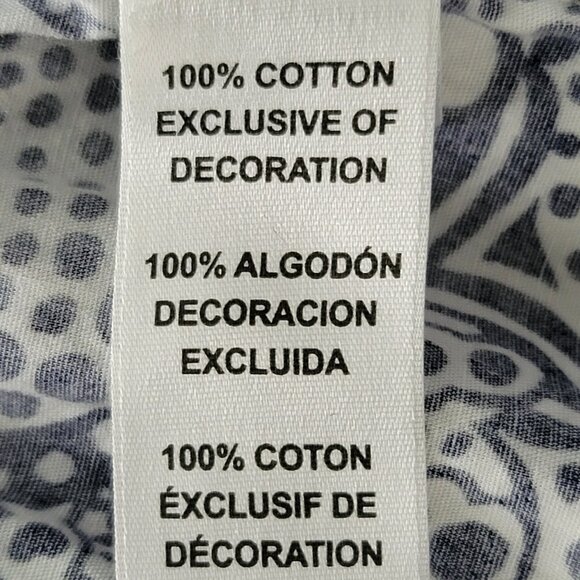 100% COTTON
EXCLUSIVE OF
DECORATION
100% ALGODÓN
DECORACION
EXCLUIDA
100% COTON
ÉXCLUSIF DE
DÉCORATION